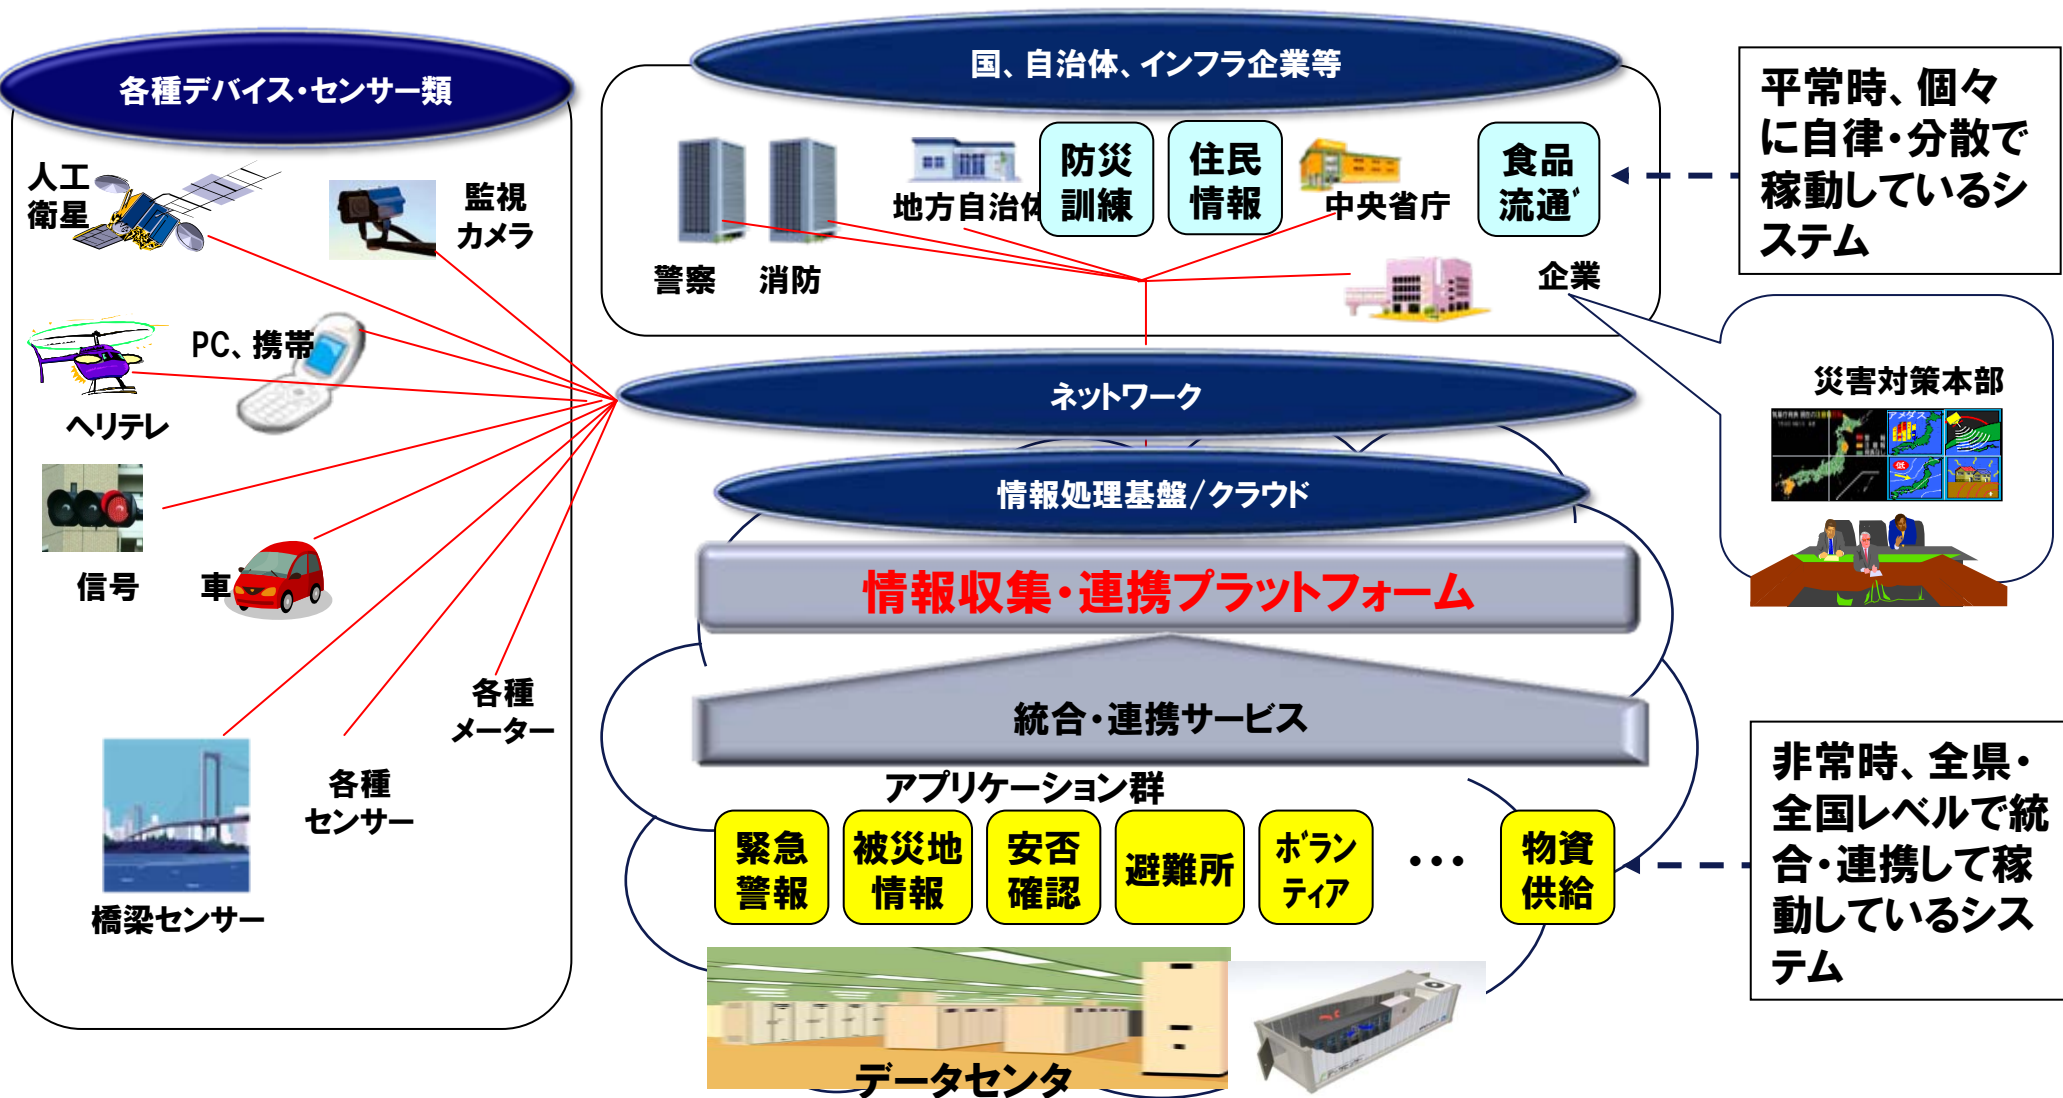 各種デバイス・センサー類
人工
衛星
監視
カメラ
PC、携帯
ヘリテレ
信号
車
各種
メーター
各種
センサー
橋梁センサー
国、自治体、インフラ企業等
警察
消防
地方自治体
防災
訓練
住民
情報
中央省庁
食品
流通
企業
平常時、個々
に自律・分散で
稼動しているシ
ステム
災害対策本部
アメダス
低
ネットワーク
情報処理基盤/クラウド
情報収集・連携プラットフォーム
統合・連携サービス
アプリケーション群
緊急
警報
被災地
情報
安否
確認
避難所
ボラン
ティア
・・・
物資
供給
データセンタ
非常時、全県・
全国レベルで統
合・連携して稼
動しているシス
テム